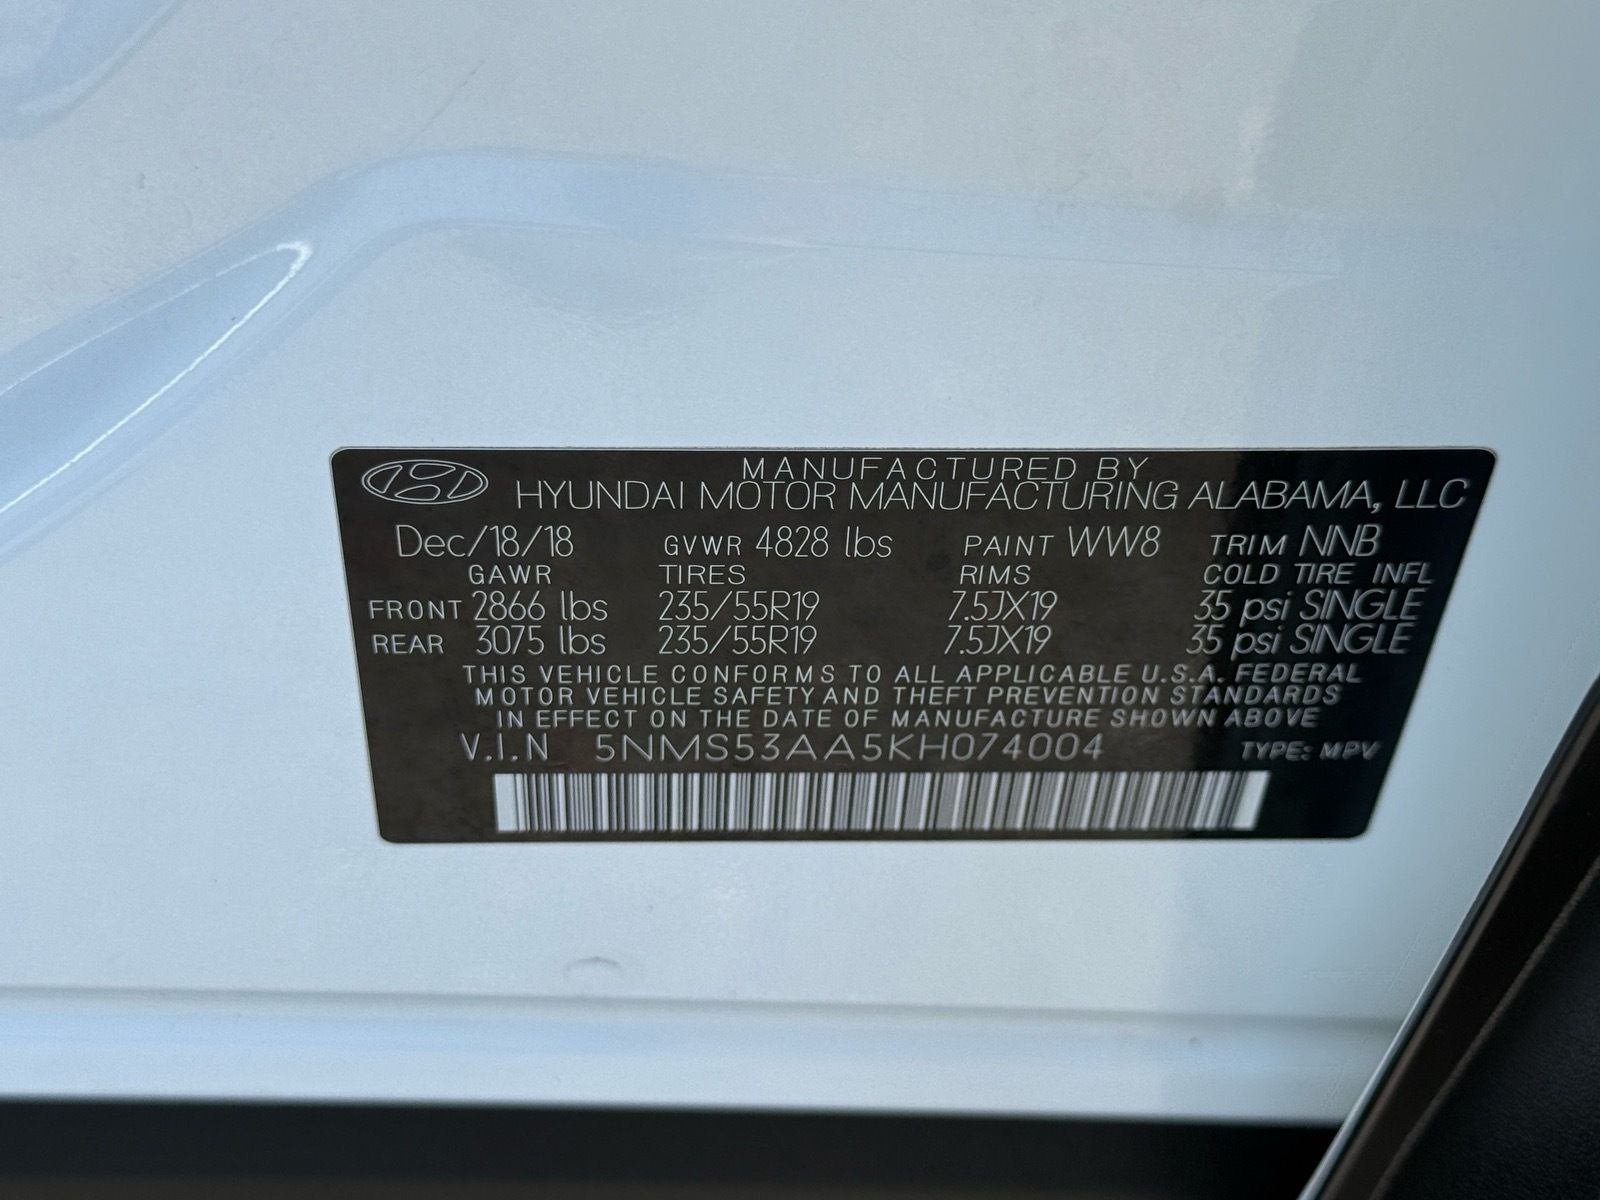 MANUFACTURED BY
HYUNDAI MOTOR MANUFACTURING ALABAMA, LLC
Dec/18/18 GVWR 4828 lbs PAINT WW8 TRIM NNB
GAWR TIRES RIMS COLD TIRE INFL
FRONT 2866 lbs 235/55R19 7.5JX19 35 psi SINGLE
REAR 3075 lbs 235/55R19 7.5JX19 35 psi SINGLE
THIS VEHICLE CONFORMS TO ALL APPLICABLE U.S.A. FEDERAL
MOTOR VEHICLE SAFETY AND THEFT PREVENTION STANDARDS
IN EFFECT ON THE DATE OF MANUFACTURE SHOWN ABOVE
V.I.N 5NMS53AA5KH074004 TYPE: MPV